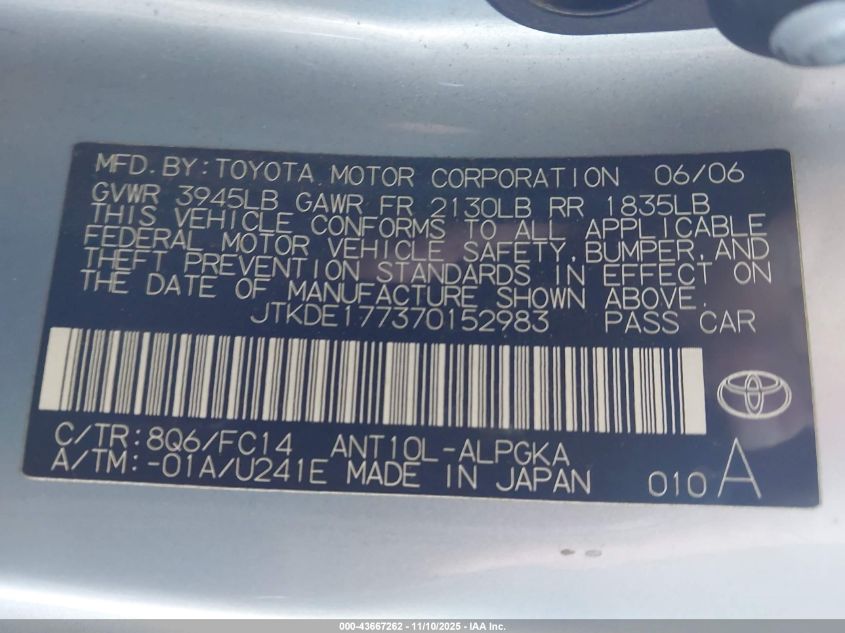 MFD. BY: TOYOTA MOTOR CORPORATION 06/06
GVWR 3945LB GAWR FR 2130LB RR 1835LB
THIS VEHICLE CONFORMS TO ALL APPLICABLE
FEDERAL MOTOR VEHICLE SAFETY, BUMPER, AND
THEFT PREVENTION STANDARDS IN EFFECT ON
THE DATE OF MANUFACTURE SHOWN ABOVE.
JTKDE177370152983 PASS CAR
C/TR: 8Q6/FC14 ANT10L-ALPGKA
A/TM: -01A/U241E MADE IN JAPAN 010 A
000-43667262 - 11/10/2025 - IAA Inc.